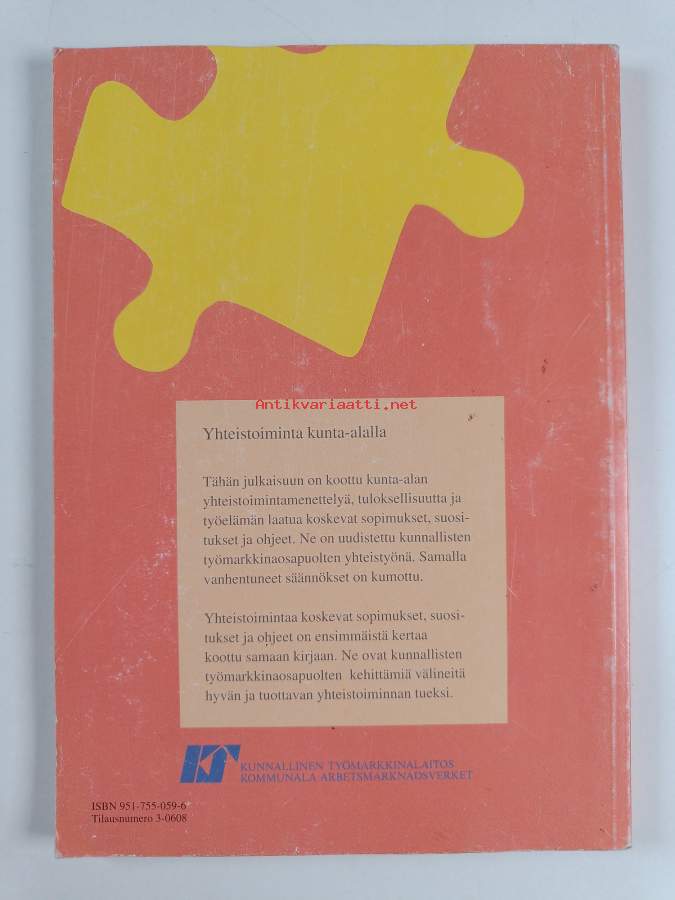 Antikvariaatti.net
Yhteistoiminta kunta-alalla
Tähän julkaisuun on koottu kunta-alan
yhteistoimintamenettelyä, tuloksellisuutta ja
työelämän laatua koskevat sopimukset, suosi-
tukset ja ohjeet. Ne on uudistettu kunnallisten
työmarkkinaosapuolten yhteistyönä. Samalla
vanhentuneet säännökset on kumottu.
Yhteistoimintaa koskevat sopimukset, suosi-
tukset ja ohjeet on ensimmäistä kertaa
koottu samaan kirjaan. Ne ovat kunnallisten
työmarkkinaosapuolten kehittämiä välineitä
hyvän ja tuottavan yhteistoiminnan tueksi.
KT KUNNALLINEN TYÖMARKKINALAITOS
KOMMUNALA ARBETSMARKNADSVERKET
ISBN 951-755-059-6
Tilausnumero 3-0608